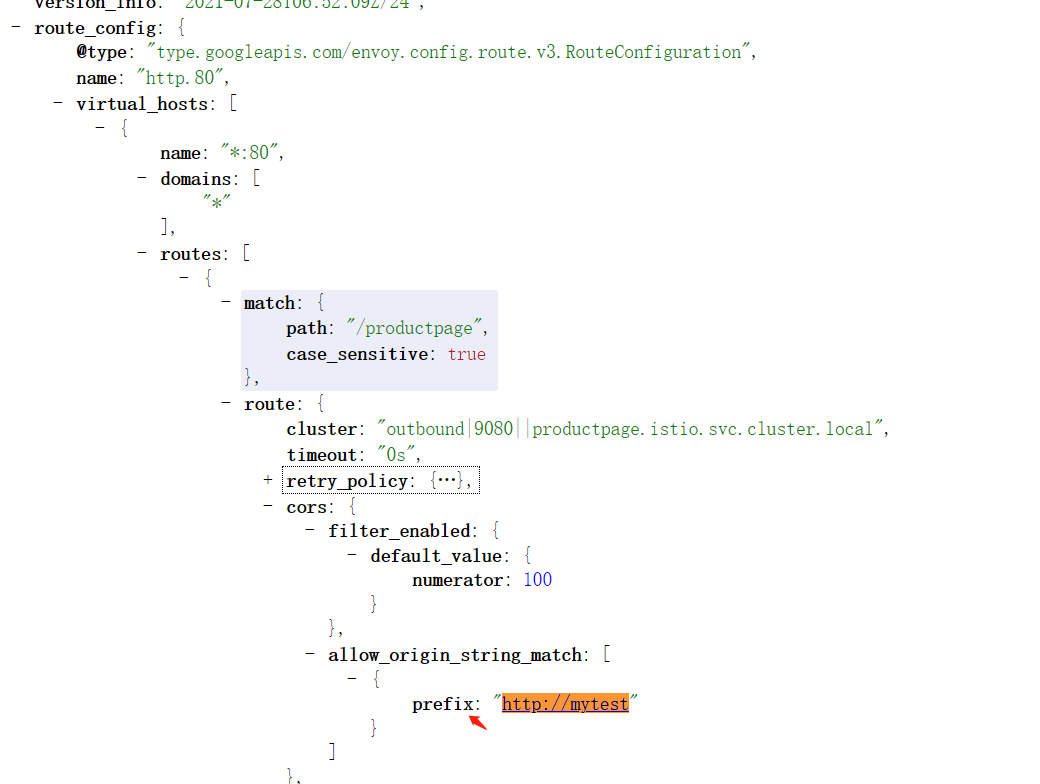 version_info: "2021-07-28T06:52:09Z/24",
- route_config: {
@type: "type.googleapis.com/envoy.config.route.v3.RouteConfiguration",
name: "http.80",
- virtual_hosts: [
- {
name: "*:80",
- domains: [
"*"
],
- routes: [
- {
- match: {
path: "/productpage",
case_sensitive: true
},
- route: {
cluster: "outbound|9080||productpage.istio.svc.cluster.local",
timeout: "0s",
+ retry_policy: {…},
- cors: {
- filter_enabled: {
- default_value: {
numerator: 100
}
},
- allow_origin_string_match: [
- {
prefix: "http://mytest"
}
]
},